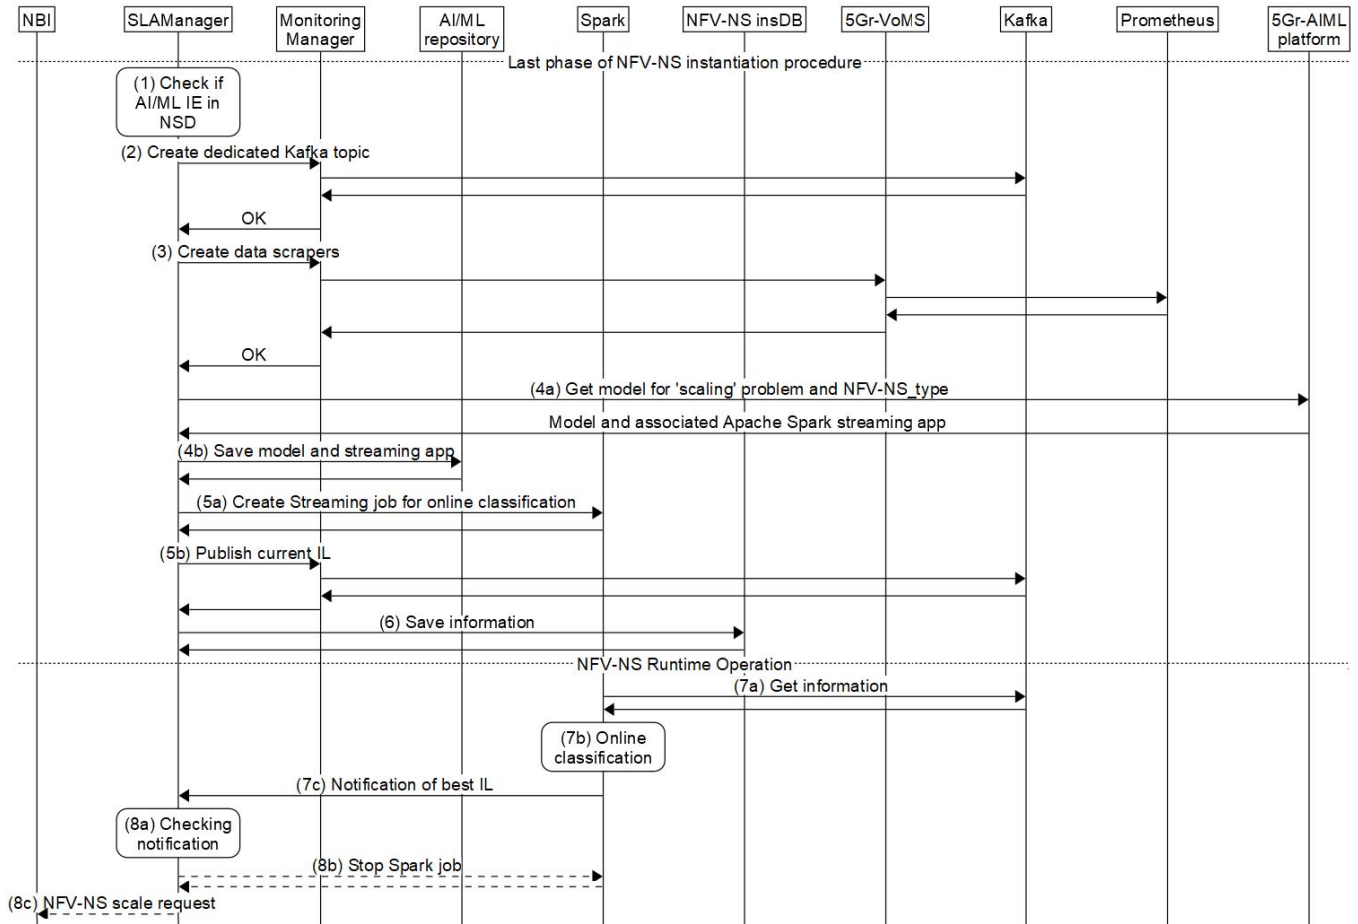 NBI
SLAManager
Monitoring
Manager
AI/ML
repository
Spark
NFV-NS insDB
5Gr-VoMS
Kafka
Prometheus
5Gr-AIML
platform
Last phase of NFV-NS instantiation procedure
(1) Check if
AI/ML IE in
NSD
(2) Create dedicated Kafka topic
OK
(3) Create data scrapers
OK
(4a) Get model for 'scaling' problem and NFV-NS_type
Model and associated Apache Spark streaming app
(4b) Save model and streaming app
(5a) Create Streaming job for online classification
(5b) Publish current IL
(6) Save information
NFV-NS Runtime Operation
(7a) Get information
(7b) Online
classification
(7c) Notification of best IL
(8a) Checking
notification
(8b) Stop Spark job
(8c) NFV-NS scale request